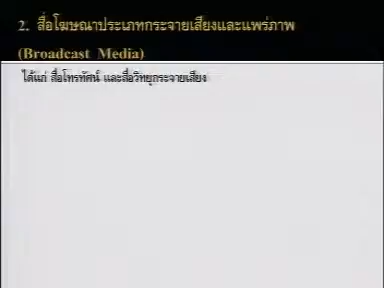 2. สื่อโฆษณาประเภทกระจายเสียงและแพร่ภาพ
(Broadcast Media)
ได้แก่ สื่อโทรทัศน์ และสื่อวิทยุกระจายเสียง